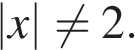 |x| ≠ 2.